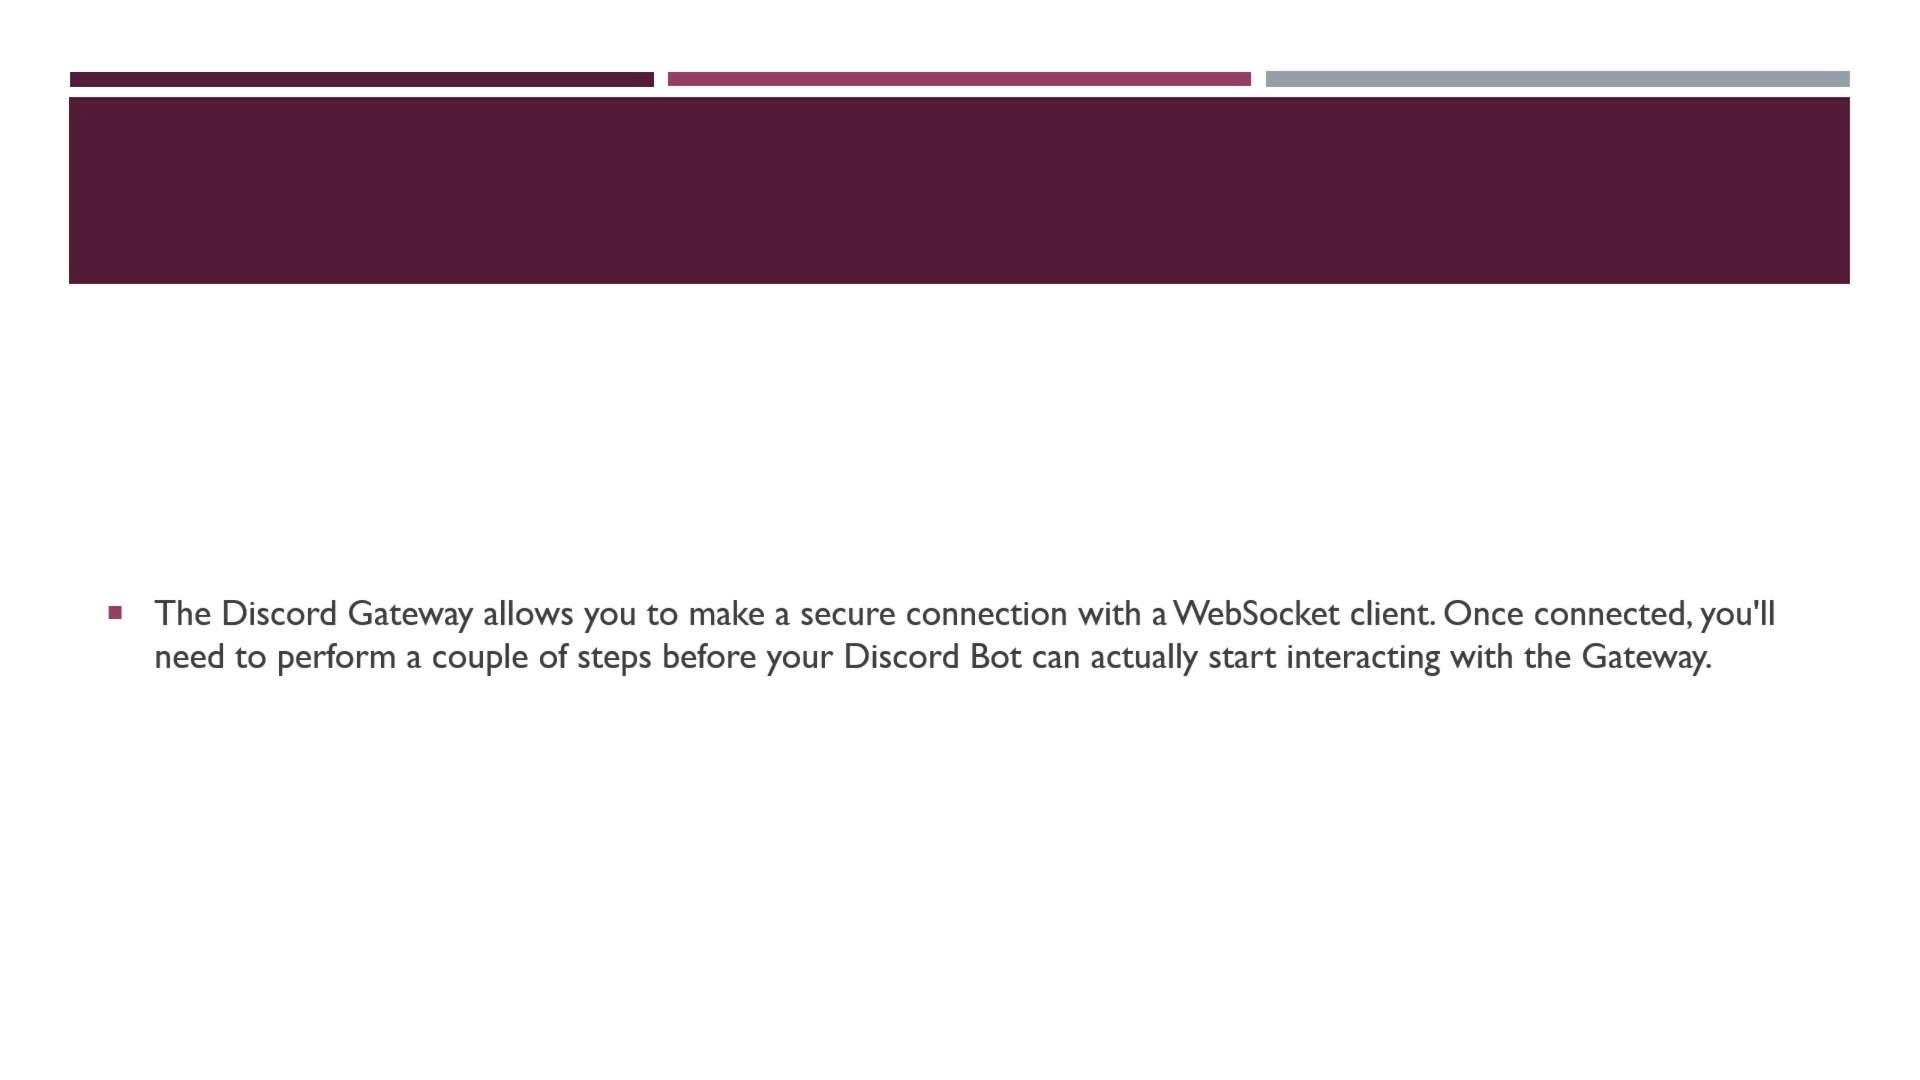 The Discord Gateway allows you to make a secure connection with a WebSocket client. Once connected, you'll
need to perform a couple of steps before your Discord Bot can actually start interacting with the Gateway.